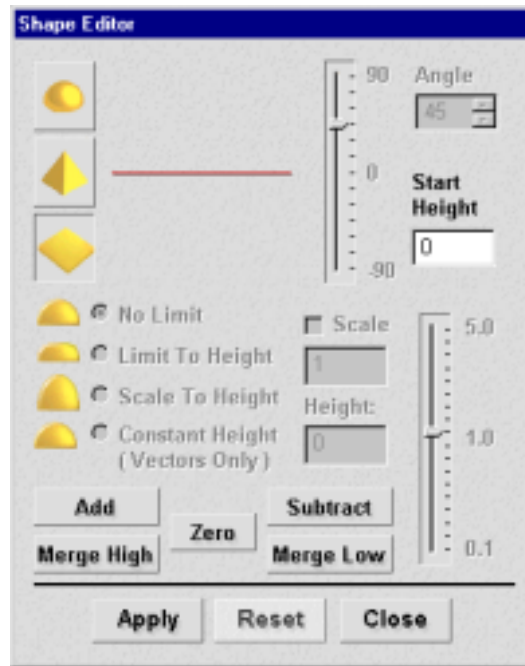 Shape Editor
90
Angle
45
0
Start
Height
0
-90
No Limit
Limit To Height
Scale To Height
Constant Height
( Vectors Only )
Scale
1
Height:
0
5.0
1.0
0.1
Add
Subtract
Zero
Merge High
Merge Low
Apply
Reset
Close